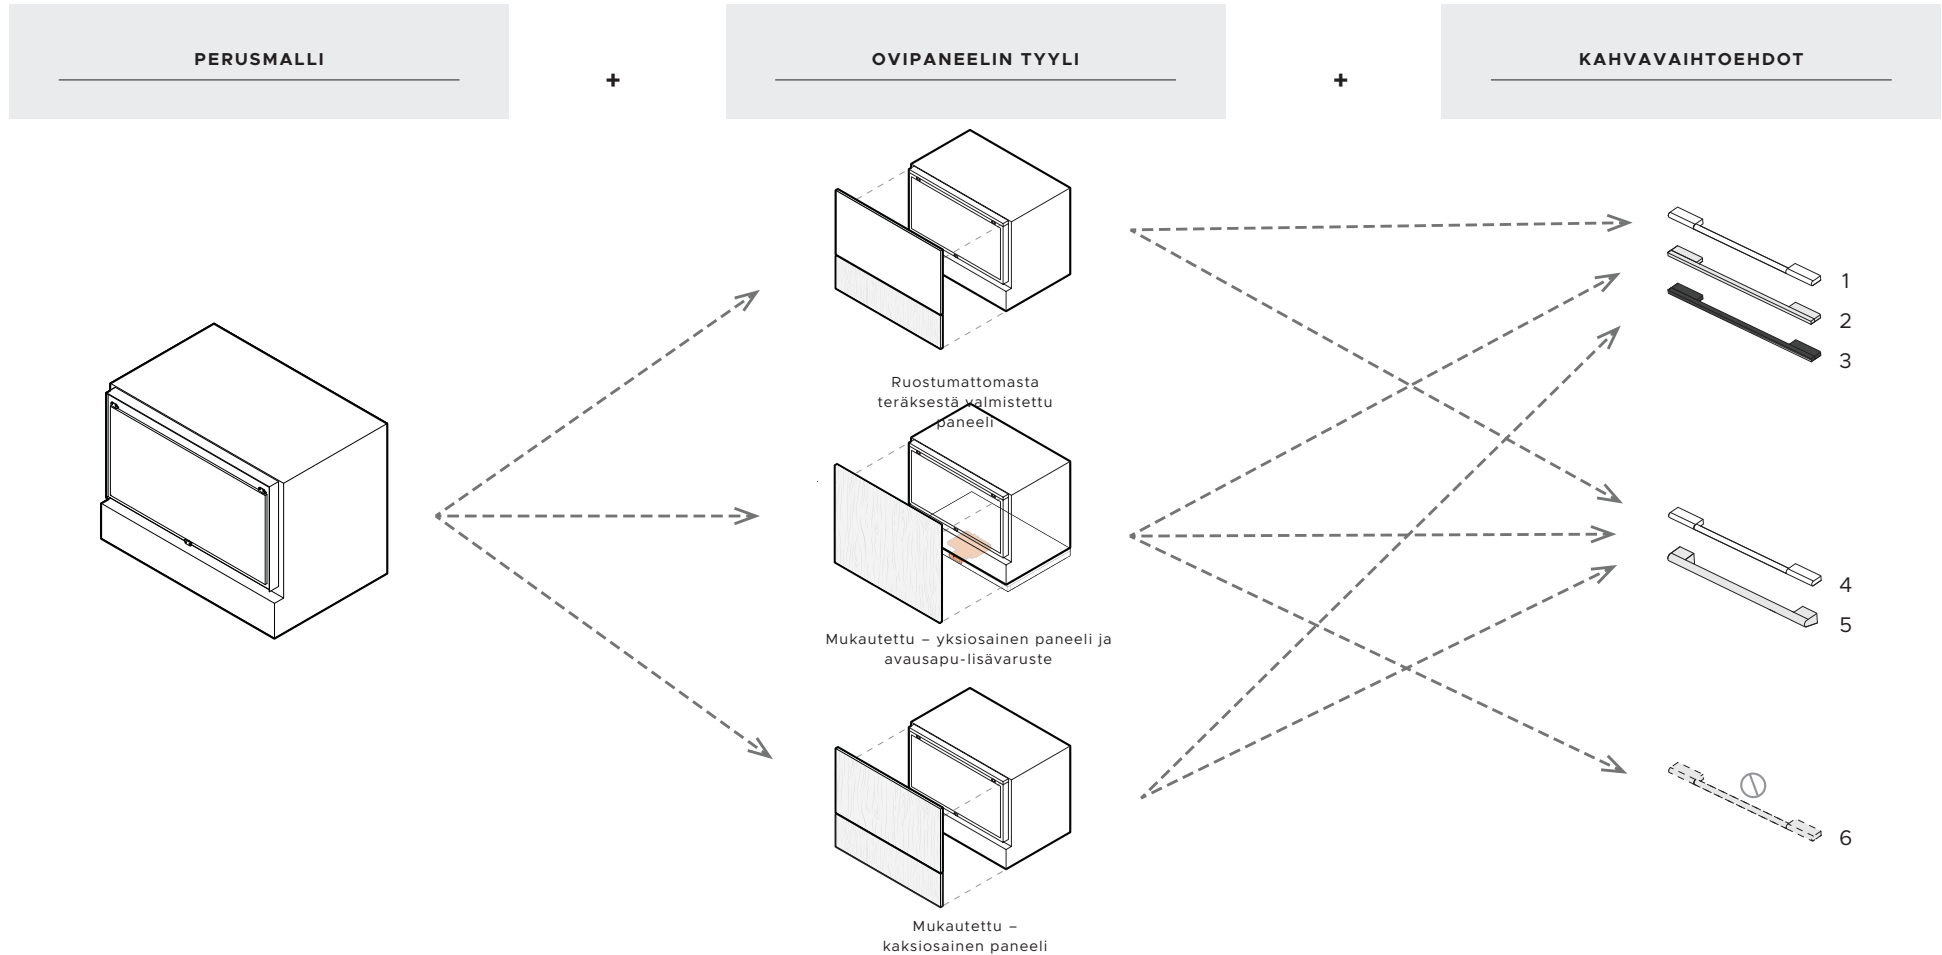 PERUSMALLI
+
OVIPANEELIN TYYLI
+
KAHVAVAIHTOEHDOT
Ruostumattomasta
teräksestä valmistettu
paneeli
Mukautettu – yksiosainen paneeli ja
avausapu-lisävaruste
Mukautettu –
kaksiosainen paneeli
1
2
3
4
5
6